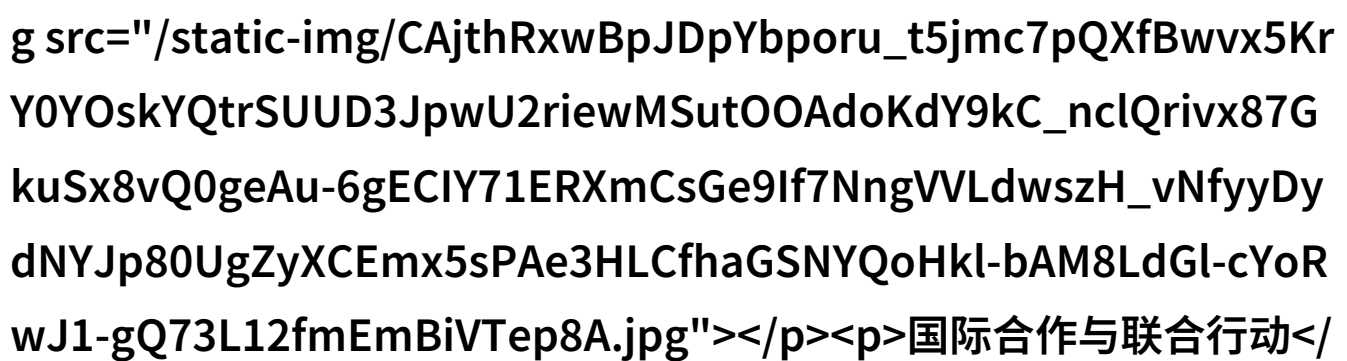 g src="/static-img/CAjthRxwBpJDpYbporu_t5jmc7pQXfBwvx5Kr
Y0YOskYQtrSUUD3JpwU2riewMSutOOAdoKdY9kC_nclQrivx87G
kuSx8vQ0geAu-6gECIY71ERXmCsGe9If7NngVVLdwszH_vNfyyDy
dNYJp80UgZyXCEmx5sPAe3HLCfhaGSNYQoHkl-bAM8LdGl-cYoR
wJ1-gQ73L12fmEmBiVTep8A.jpg"></p><p>国际合作与联合行动</